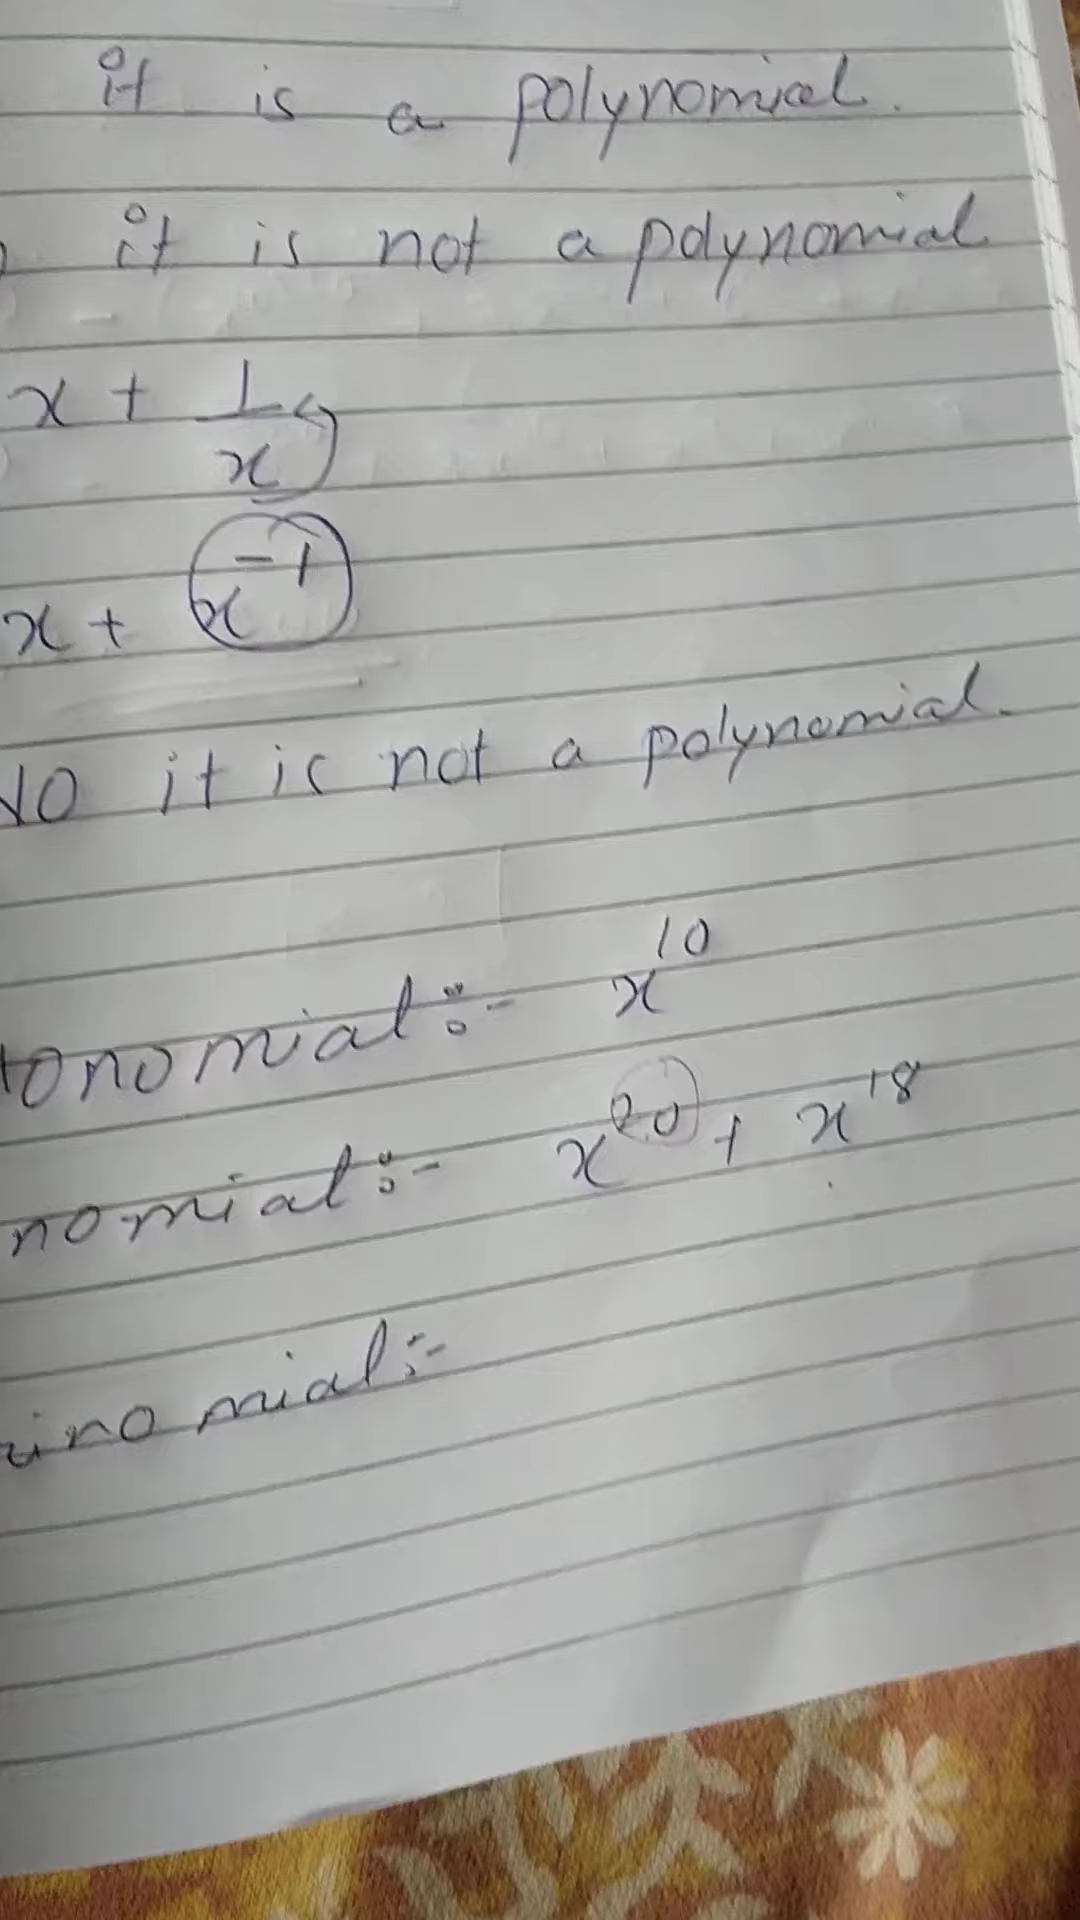 it is a polynomial.
it is not a polynomial
x + 1/x
x + x⁻¹
NO it is not a polynomial.
onomial :- x¹⁰
nomial :- x²⁰ + x¹⁸
inomial :-